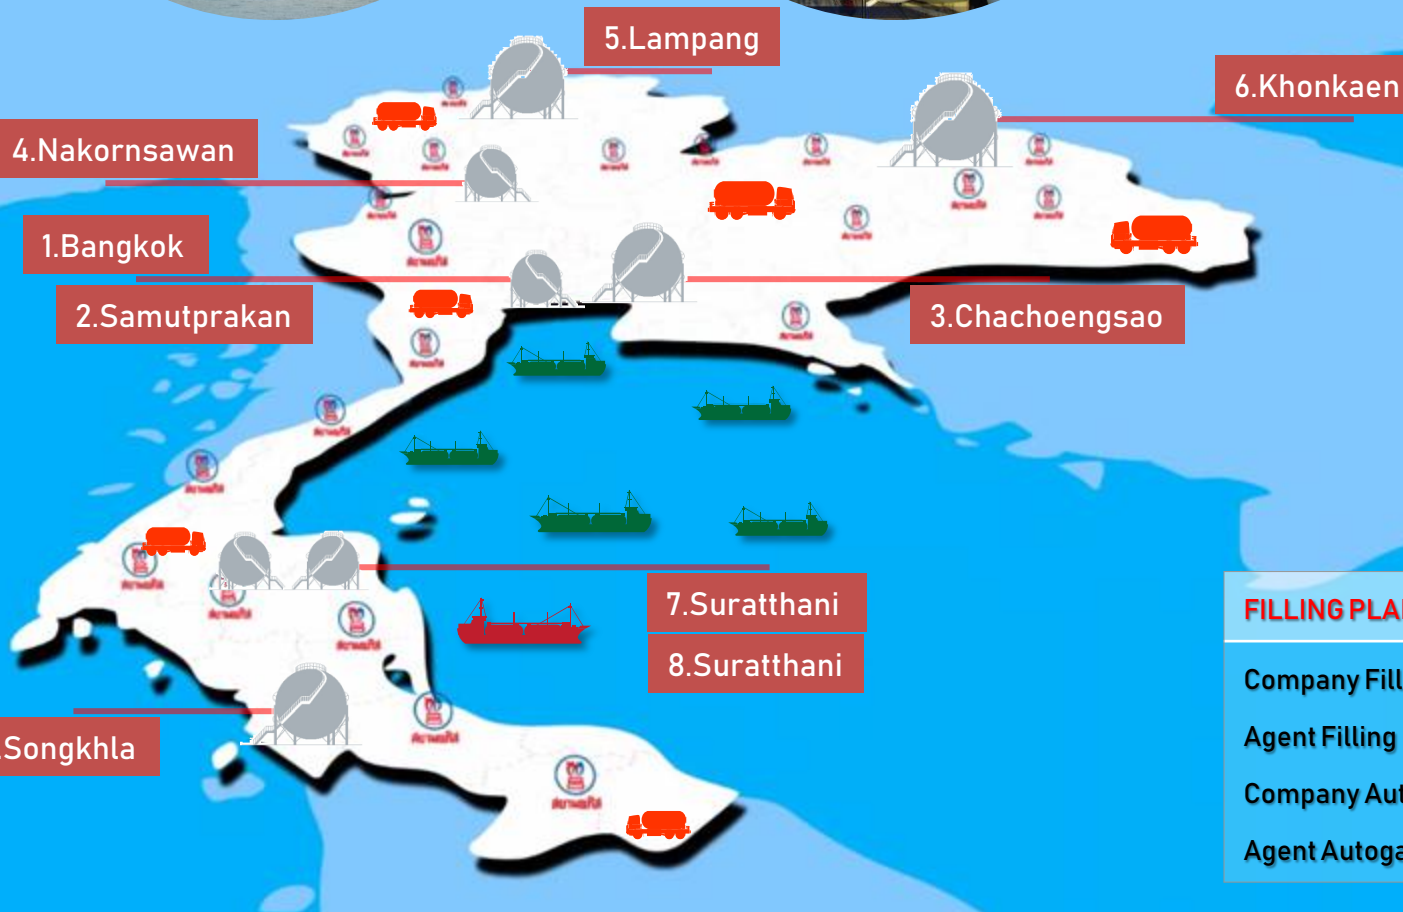 5.Lampang
6.Khonkaen
4.Nakornsawan
1.Bangkok
2.Samutprakan
3.Chachoengsao
7.Suratthani
8.Suratthani
.Songkhla
FILLING PLA
Company Fill
Agent Filling
Company Aut
Agent Autoga